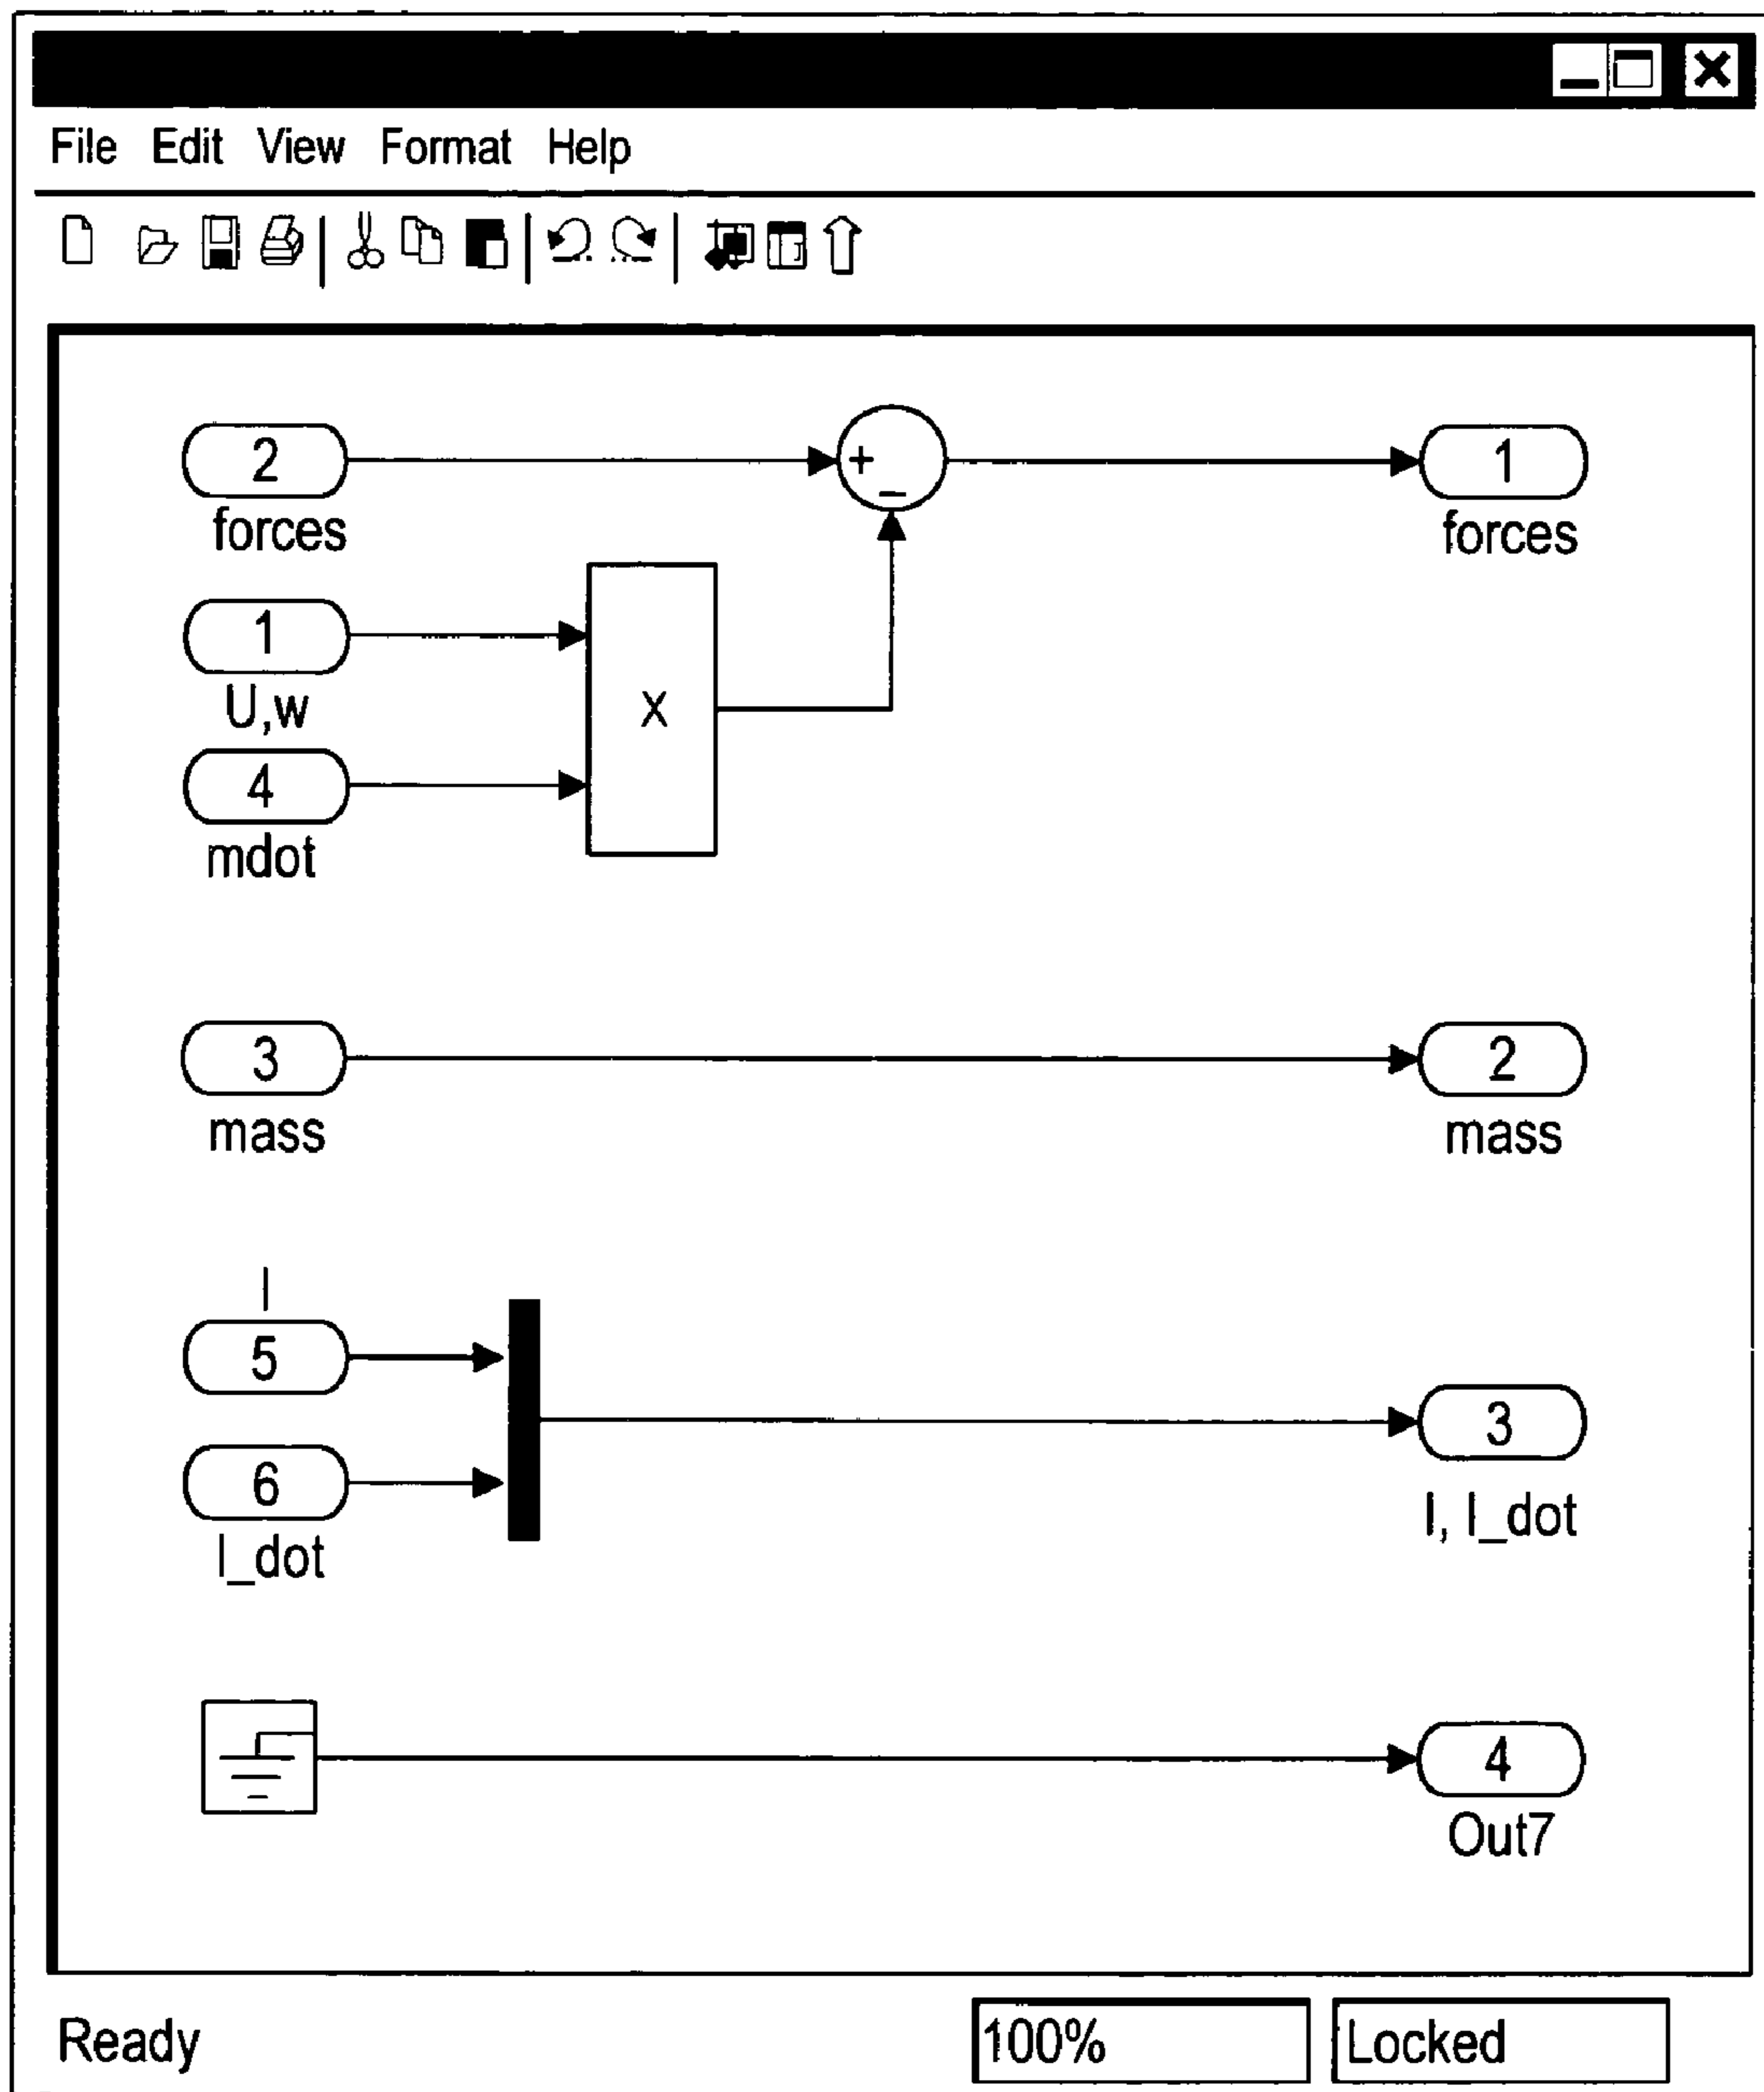 File Edit View Format Help
2
+
−
1
forces
forces
1
U,w
X
4
mdot
3
2
mass
mass
I
5
3
6
I, I_dot
I_dot
4
Out7
Ready
100%
Locked